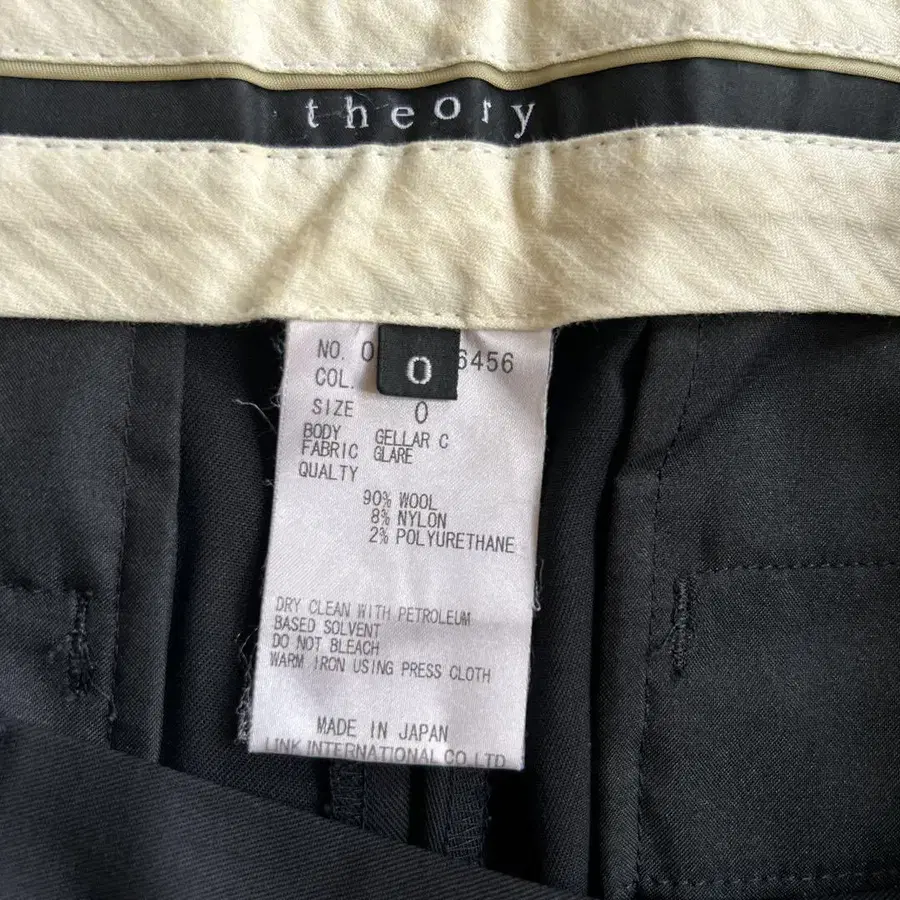 theory
NO. 0 6456
0
COL.
SIZE 0
BODY GELLAR C
FABRIC GLARE
QUALTY
90% WOOL
8% NYLON
2% POLYURETHANE
DRY CLEAN WITH PETROLEUM
BASED SOLVENT
DO NOT BLEACH
WARM IRON USING PRESS CLOTH
MADE IN JAPAN
LINK INTERNATIONAL CO.,LTD